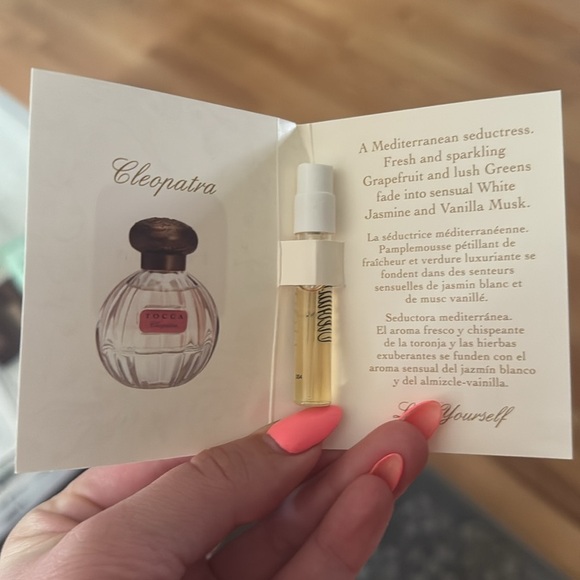 Cleopatra
TOCCA
Cleopatra
A Mediterranean seductress.
Fresh and sparkling
Grapefruit and lush Greens
fade into sensual White
Jasmine and Vanilla Musk.
La séductrice méditerranéenne.
Pamplemousse pétillant de
fraîcheur et verdure luxuriante se
fondent dans des senteurs
sensuelles de jasmin blanc et
de musc vanillé.
Seductora mediterránea.
El aroma fresco y chispeante
de la toronja y las hierbas
exuberantes se funden con el
aroma sensual del jazmín blanco
y del almizcle-vainilla.
Yourself